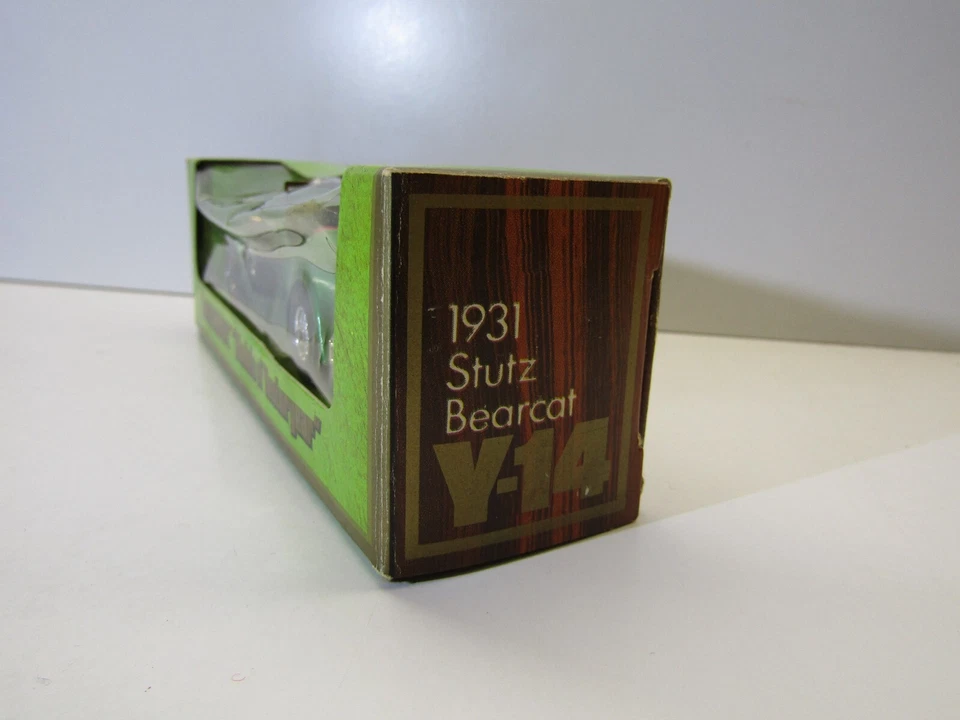 1931
Stutz
Bearcat
Y-14